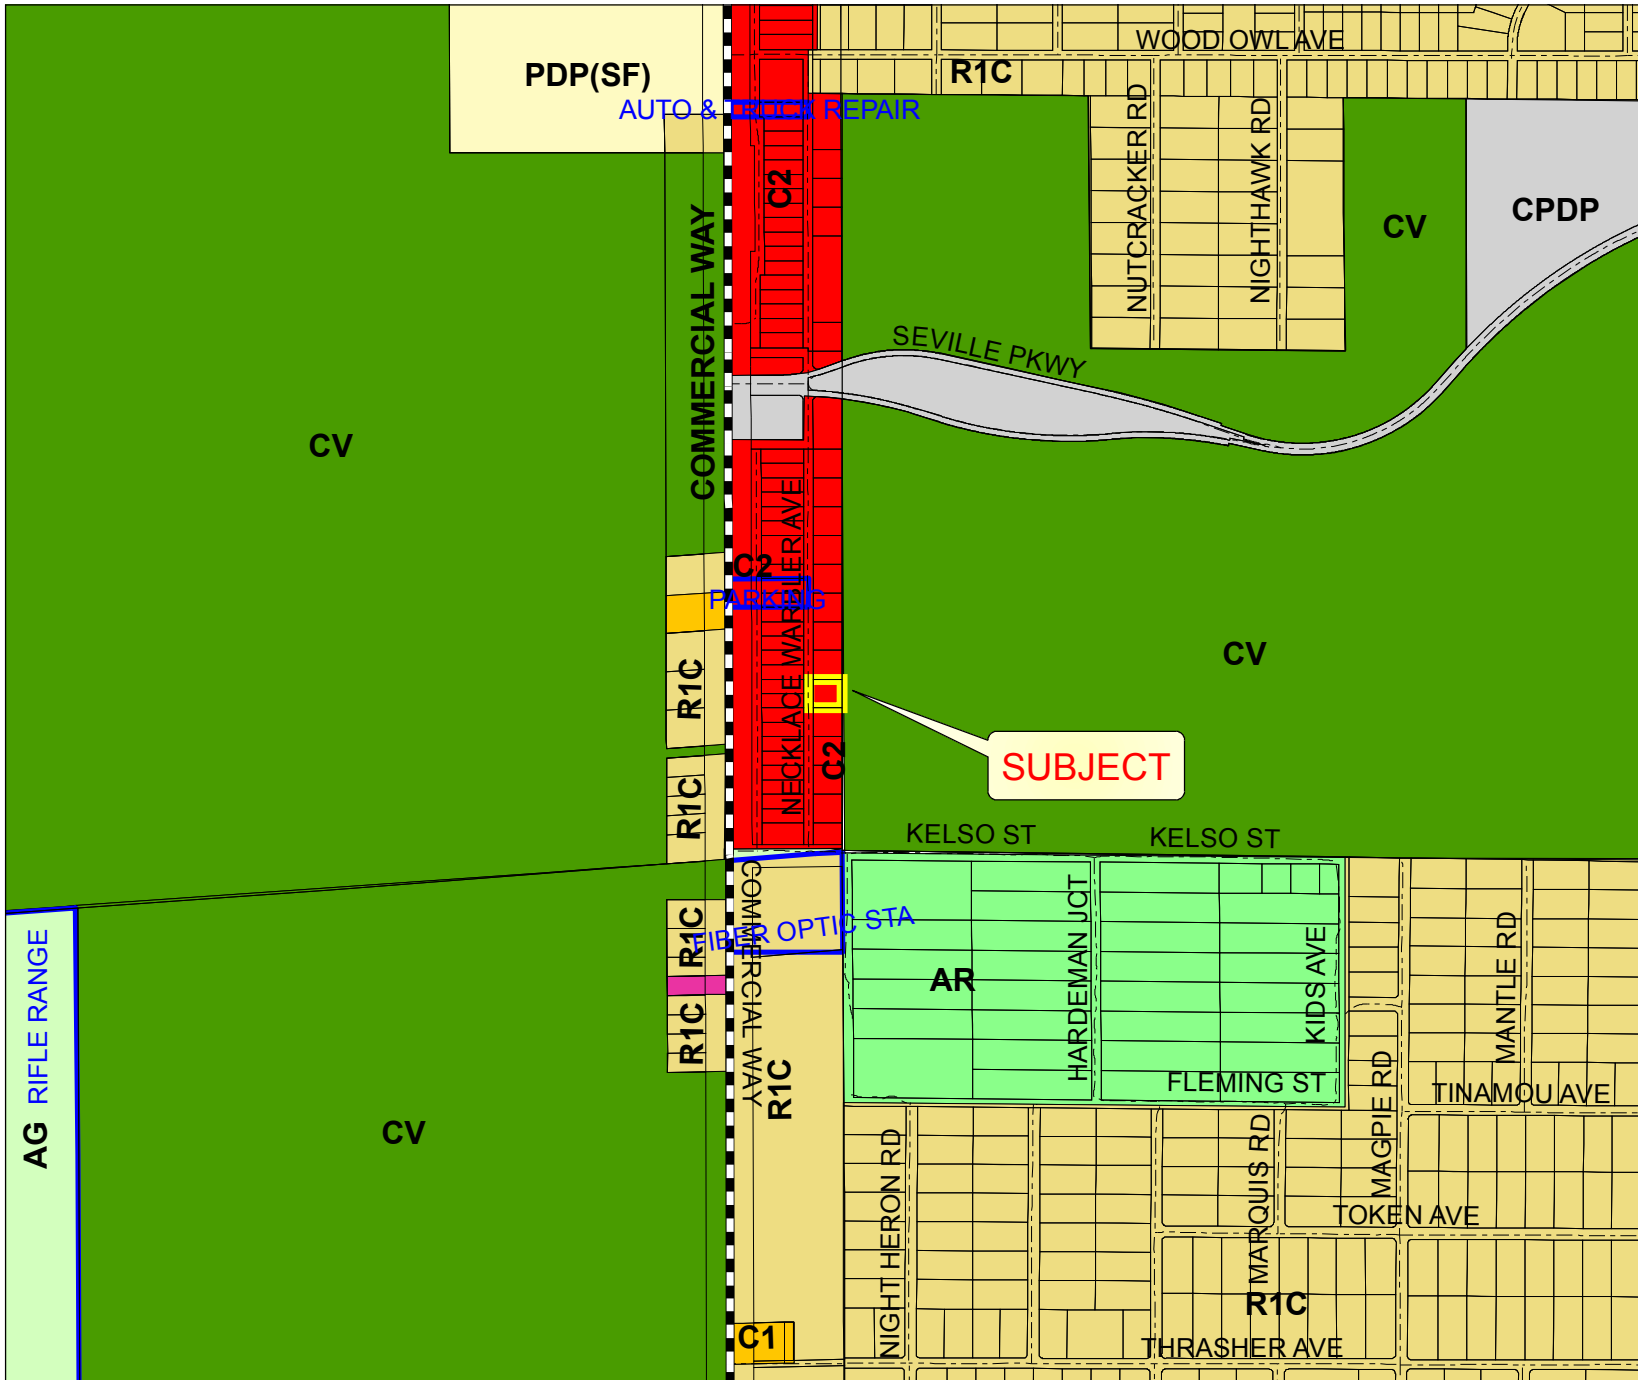 WOOD OWL AVE
PDP(SF)
R1C
AUTO & TRUCK REPAIR
NUTCRACKER RD
NIGHTHAWK RD
C2
CV
CPDP
COMMERCIAL WAY
SEVILLE PKWY
CV
NECKLACE WARBLER AVE
C2
PARKING
R1C
CV
C2
SUBJECT
R1C
KELSO ST
KELSO ST
COMMERCIAL WAY
R1C
FIBER OPTIC STA
AR
HARDEMAN JCT
KIDS AVE
MANTLE RD
AG RIFLE RANGE
R1C
R1C
FLEMING ST
MAGPIE RD
TINAMOU AVE
CV
NIGHT HERON RD
MARQUIS RD
TOKEN AVE
R1C
C1
THRASHER AVE